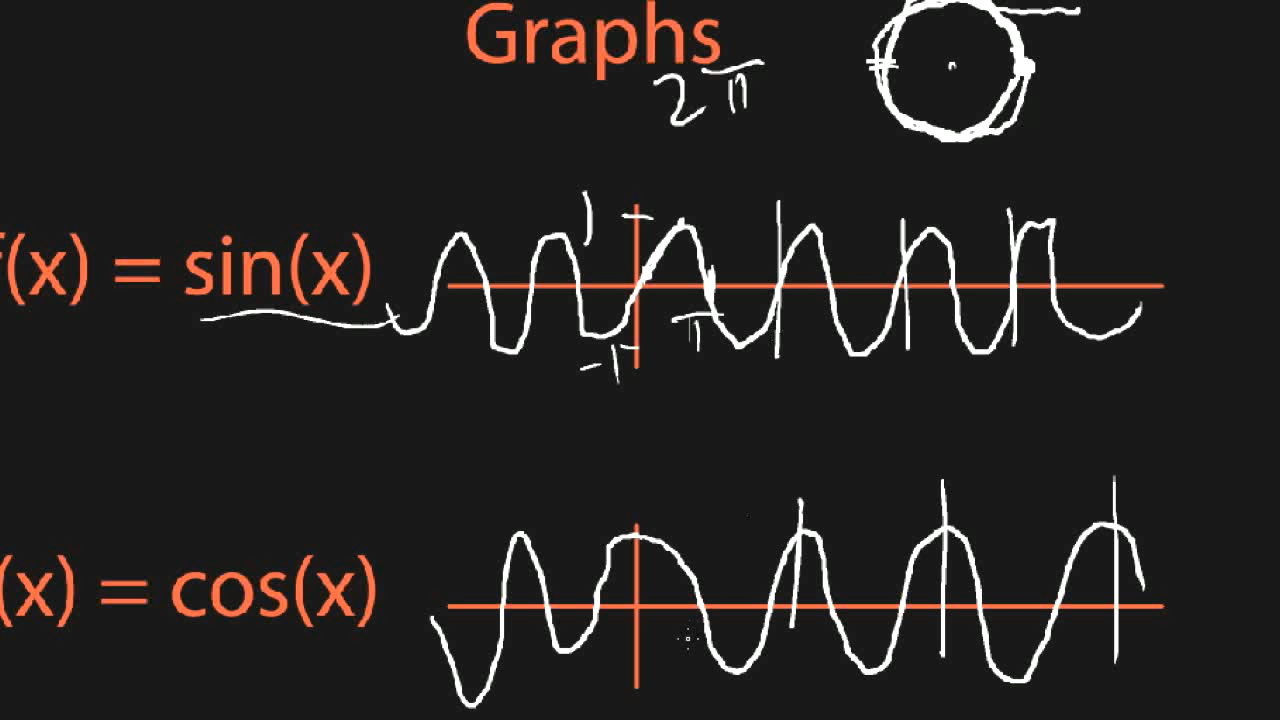 Graphs
2π
f(x) = sin(x)
1
π
-1
(x) = cos(x)